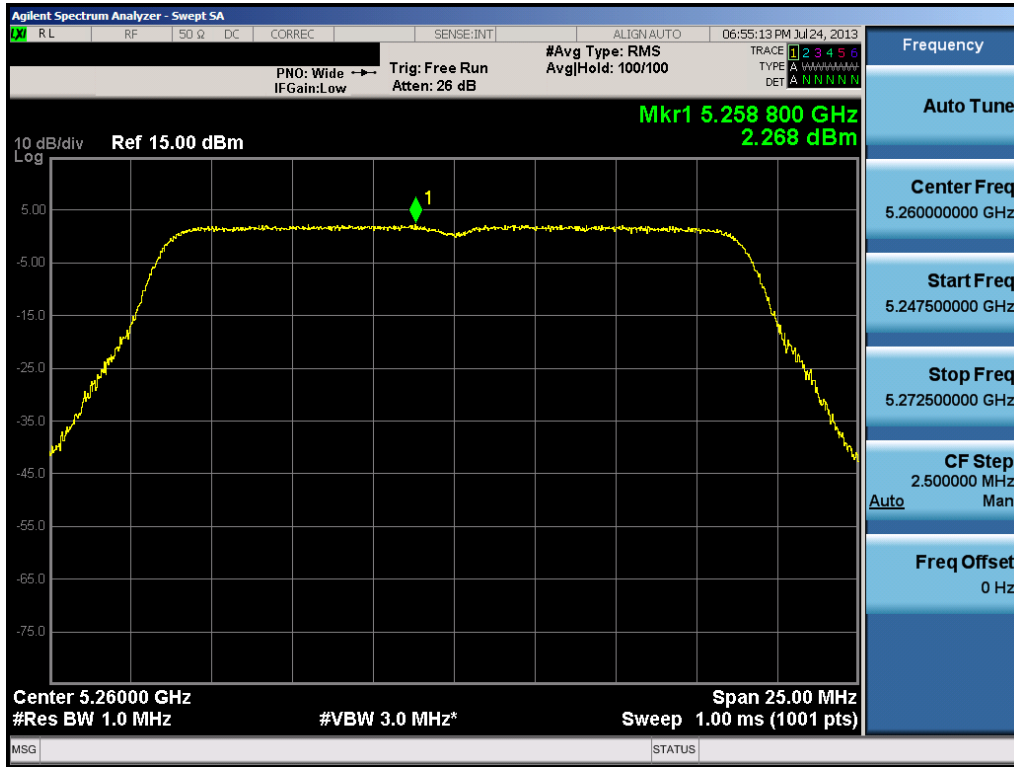 Agilent Spectrum Analyzer - Swept SA
LXI RL RF 50 Ω DC CORREC SENSE:INT ALIGN AUTO 06:55:13 PM Jul 24, 2013
PNO: Wide
IFGain:Low
Trig: Free Run
Atten: 26 dB
#Avg Type: RMS
Avg|Hold: 100/100
TRACE 1 2 3 4 5 6
TYPE A WWWWW
DET A N N N N N
Mkr1 5.258 800 GHz
2.268 dBm
10 dB/div Ref 15.00 dBm
Log
1
5.00
-5.00
-15.0
-25.0
-35.0
-45.0
-55.0
-65.0
-75.0
Center 5.26000 GHz Span 25.00 MHz
#Res BW 1.0 MHz #VBW 3.0 MHz* Sweep 1.00 ms (1001 pts)
MSG STATUS
Frequency
Auto Tune
Center Freq
5.260000000 GHz
Start Freq
5.247500000 GHz
Stop Freq
5.272500000 GHz
CF Step
2.500000 MHz
Auto Man
Freq Offset
0 Hz